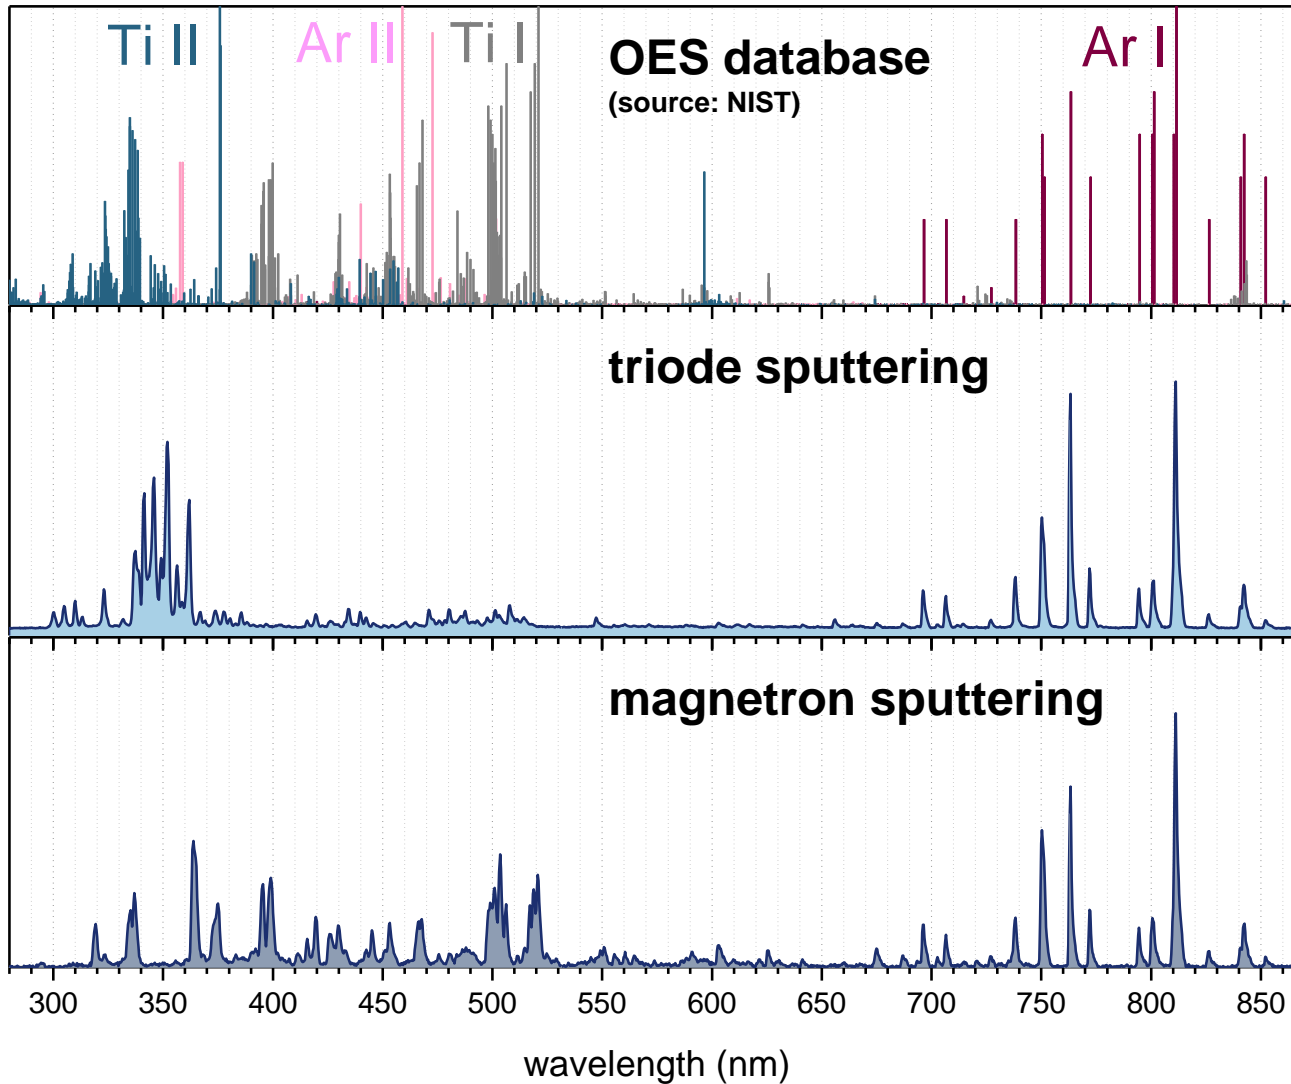 Ti II
Ar II
Ti I
OES database
(source: NIST)
Ar I
triode sputtering
magnetron sputtering
300 350 400 450 500 550 600 650 700 750 800 850
wavelength (nm)